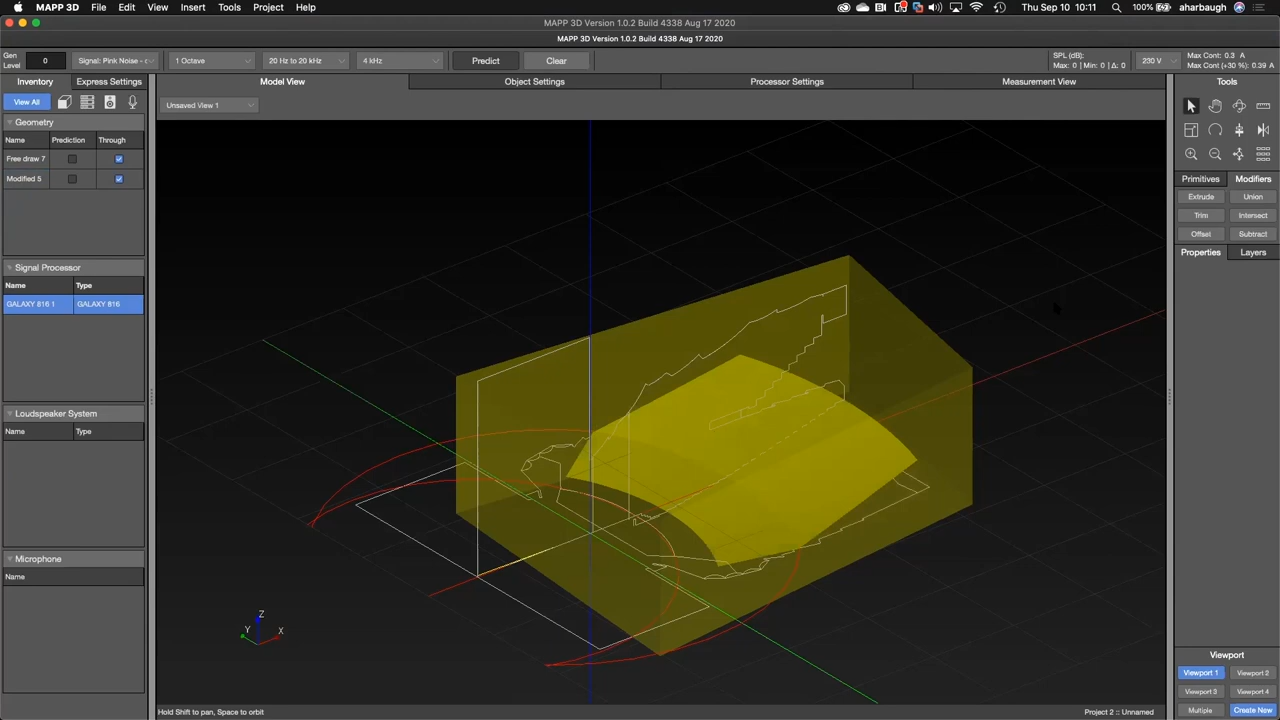 MAPP 3D File Edit View Insert Tools Project Help
100% Thu Sep 10 10:11 aharbaugh
MAPP 3D Version 1.0.2 Build 4338 Aug 17 2020
MAPP 3D Version 1.0.2 Build 4338 Aug 17 2020
Gen Level 0 Signal: Pink Noise - 1 Octave 20 Hz to 20 kHz 4 kHz Predict Clear
SPL (dB):
Max: 0 | Min: 0 | Δ: 0
230 V
Max Cont: 0.3 A
Max Cont (+30 %): 0.39 A
Inventory Express Settings Model View Object Settings Processor Settings Measurement View Tools
View All
Unsaved View 1
Geometry
Name Prediction Through
Free draw 7
Modified 5
Signal Processor
Name Type
GALAXY 816 1 GALAXY 816
Loudspeaker System
Name Type
Microphone
Name
Z
Y
X
Primitives Modifiers
Extrude Union
Trim Intersect
Offset Subtract
Properties Layers
Viewport
Viewport 1 Viewport 2
Viewport 3 Viewport 4
Multiple Create New
Hold Shift to pan, Space to orbit
Project 2 :: Unnamed